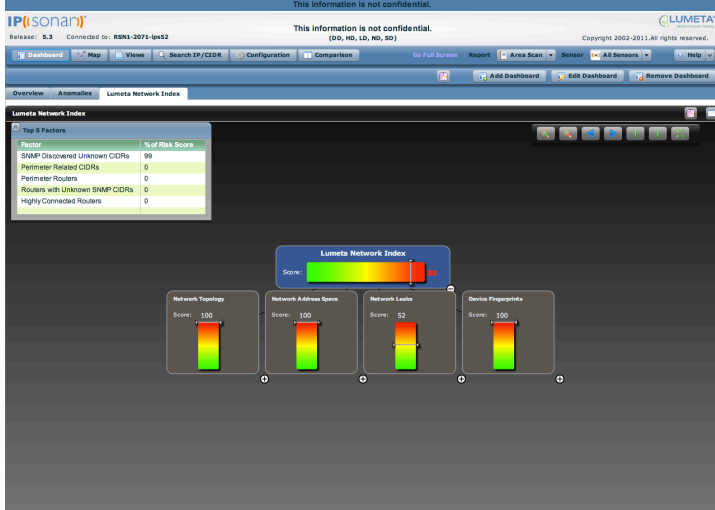 This information is not confidential.
IP((sonar))®
LUMETA®
This information is not confidential.
(DD, HD, LD, ND, SD)
Release: 5.3 Connected to: RSN1-2071-ips52
Copyright 2002-2011.All rights reserved.
Dashboard Map Views Search IP/CIDR Configuration Comparison Go Full Screen Report Area Scan Sensor All Sensors Help
Add Dashboard Edit Dashboard Remove Dashboard
Overview Anomalies Lumeta Network Index
Lumeta Network Index
Top 5 Factors
Factor % of Risk Score
SNMP Discovered Unknown CIDRs 99
Perimeter Related CIDRs 0
Perimeter Routers 0
Routers with Unknown SNMP CIDRs 0
Highly Connected Routers 0
Lumeta Network Index
Score:
Network Topology Network Address Space Network Leaks Device Fingerprints
Score: 100 Score: 100 Score: 52 Score: 100